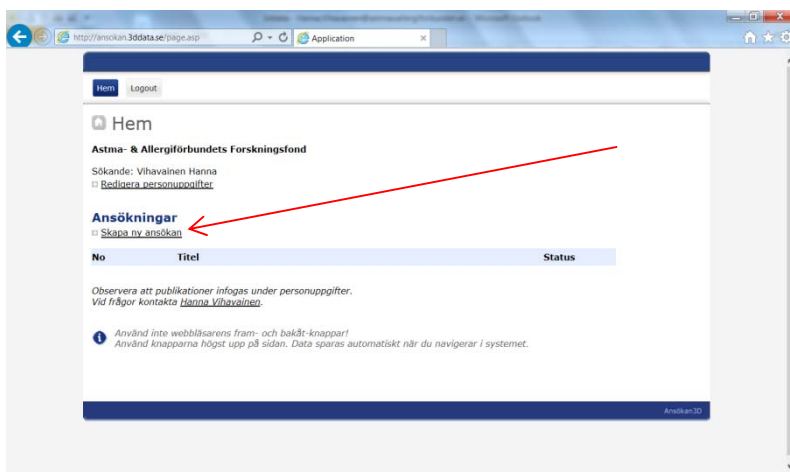 http://ansokan.3ddata.se/page.asp
Application
Hem Logout
Hem
Astma- & Allergiförbundets Forskningsfond
Sökande: Vihavainen Hanna
Redigera personuppgifter
Ansökningar
Skapa ny ansökan
No Titel Status
Observera att publikationer infogas under personuppgifter.
Vid frågor kontakta Hanna Vihavainen.
Använd inte webbläsarens fram- och bakåt-knappar!
Använd knapparna högst upp på sidan. Data sparas automatiskt når du navigerar i systemet.
Ansökan3D